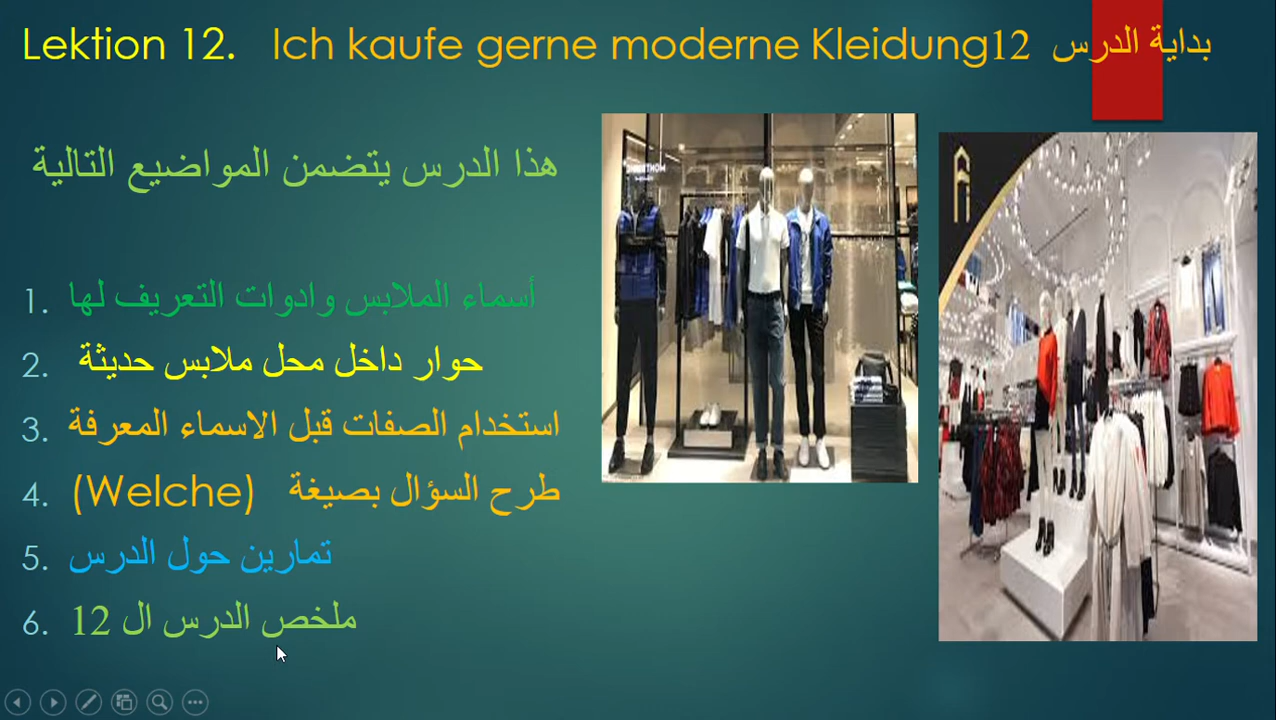 Lektion 12. Ich kaufe gerne moderne Kleidung12 بداية الدرس
هذا الدرس يتضمن المواضيع التالية
1. أسماء الملابس وادوات التعريف لها
2. حوار داخل محل ملابس حديثة
3. استخدام الصفات قبل الاسماء المعرفة
4. طرح السؤال بصيغة (Welche)
5. تمارين حول الدرس
6. ملخص الدرس ال 12